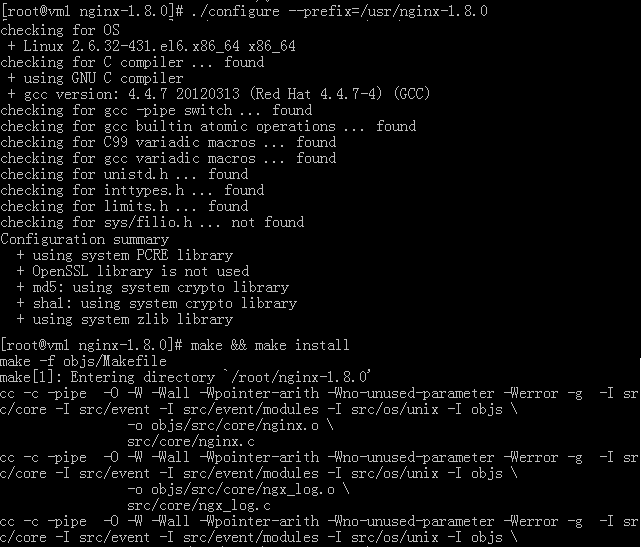 [root@vm1 nginx-1.8.0]# ./configure --prefix=/usr/nginx-1.8.0
checking for OS
+ Linux 2.6.32-431.el6.x86_64 x86_64
checking for C compiler ... found
+ using GNU C compiler
+ gcc version: 4.4.7 20120313 (Red Hat 4.4.7-4) (GCC)
checking for gcc -pipe switch ... found
checking for gcc builtin atomic operations ... found
checking for C99 variadic macros ... found
checking for gcc variadic macros ... found
checking for unistd.h ... found
checking for inttypes.h ... found
checking for limits.h ... found
checking for sys/filio.h ... not found
Configuration summary
+ using system PCRE library
+ OpenSSL library is not used
+ md5: using system crypto library
+ sha1: using system crypto library
+ using system zlib library
[root@vm1 nginx-1.8.0]# make && make install
make -f objs/Makefile
make[1]: Entering directory `/root/nginx-1.8.0'
cc -c -pipe  -O -W -Wall -Wpointer-arith -Wno-unused-parameter -Werror -g  -I sr
c/core -I src/event -I src/event/modules -I src/os/unix -I objs \
-o objs/src/core/nginx.o \
src/core/nginx.c
cc -c -pipe  -O -W -Wall -Wpointer-arith -Wno-unused-parameter -Werror -g  -I sr
c/core -I src/event -I src/event/modules -I src/os/unix -I objs \
-o objs/src/core/ngx_log.o \
src/core/ngx_log.c
cc -c -pipe  -O -W -Wall -Wpointer-arith -Wno-unused-parameter -Werror -g  -I sr
c/core -I src/event -I src/event/modules -I src/os/unix -I objs \